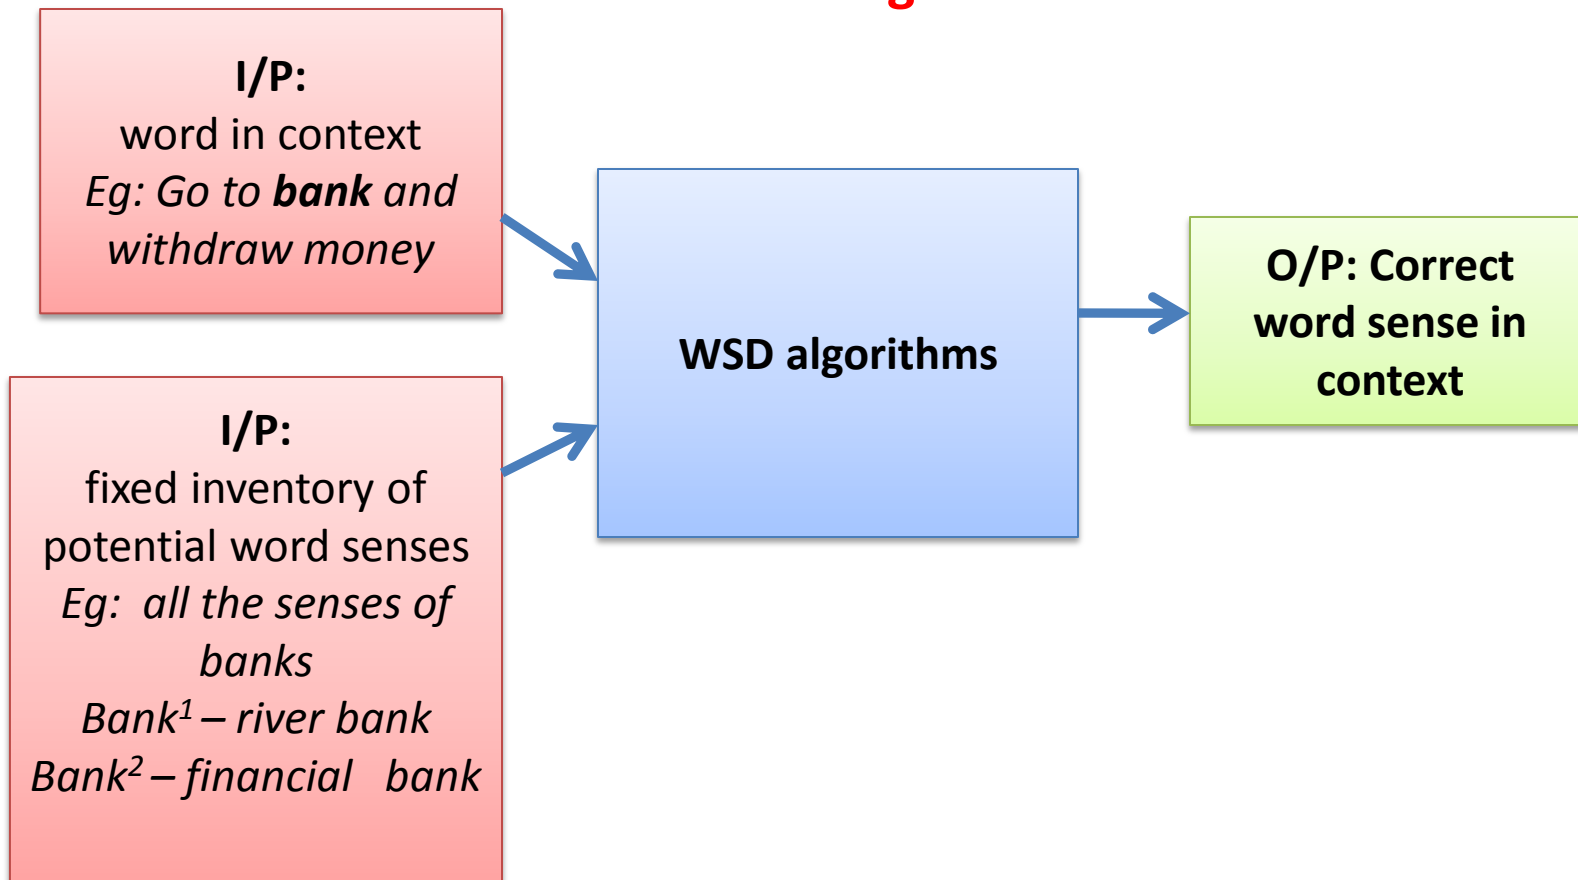 I/P:
word in context
Eg: Go to bank and
withdraw money
I/P:
fixed inventory of
potential word senses
Eg: all the senses of
banks
Bank¹ – river bank
Bank² – financial bank
WSD algorithms
O/P: Correct
word sense in
context